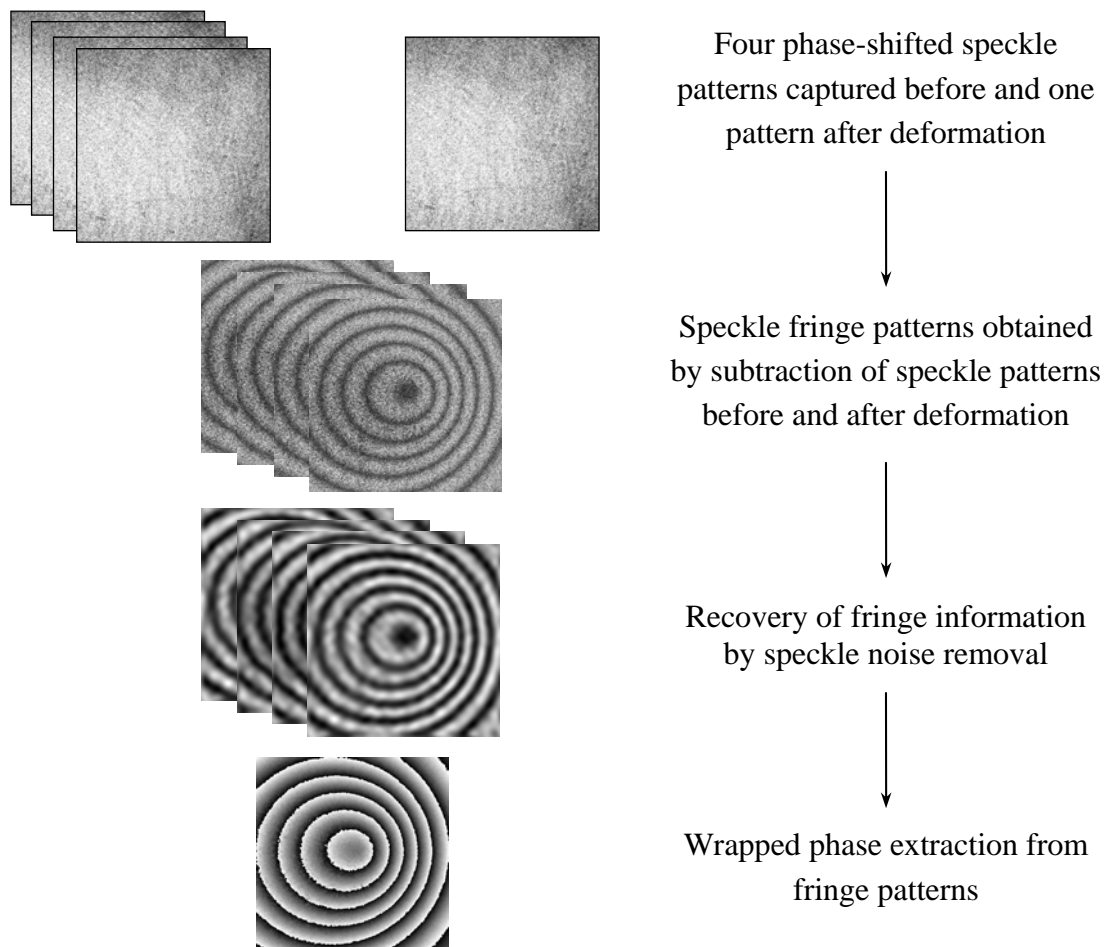 Four phase-shifted speckle
patterns captured before and one
pattern after deformation
Speckle fringe patterns obtained
by subtraction of speckle patterns
before and after deformation
Recovery of fringe information
by speckle noise removal
Wrapped phase extraction from
fringe patterns